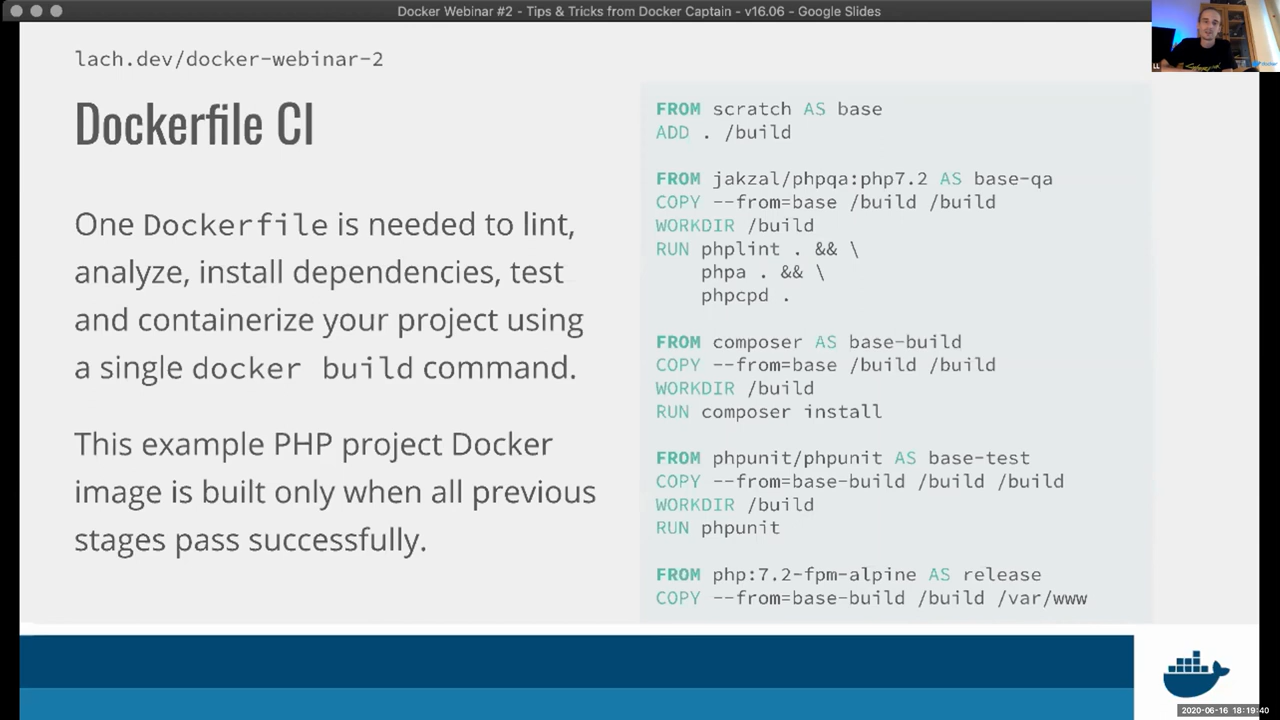 Docker Webinar #2 - Tips & Tricks from Docker Captain - v16.06 - Google Slides
lach.dev/docker-webinar-2
Dockerfile CI
One Dockerfile is needed to lint,
analyze, install dependencies, test
and containerize your project using
a single docker build command.
This example PHP project Docker
image is built only when all previous
stages pass successfully.
FROM scratch AS base
ADD . /build
FROM jakzal/phpqa:php7.2 AS base-qa
COPY --from=base /build /build
WORKDIR /build
RUN phplint . && \
phpa . && \
phpcpd .
FROM composer AS base-build
COPY --from=base /build /build
WORKDIR /build
RUN composer install
FROM phpunit/phpunit AS base-test
COPY --from=base-build /build /build
WORKDIR /build
RUN phpunit
FROM php:7.2-fpm-alpine AS release
COPY --from=base-build /build /var/www
2020-06-16 18:19:40